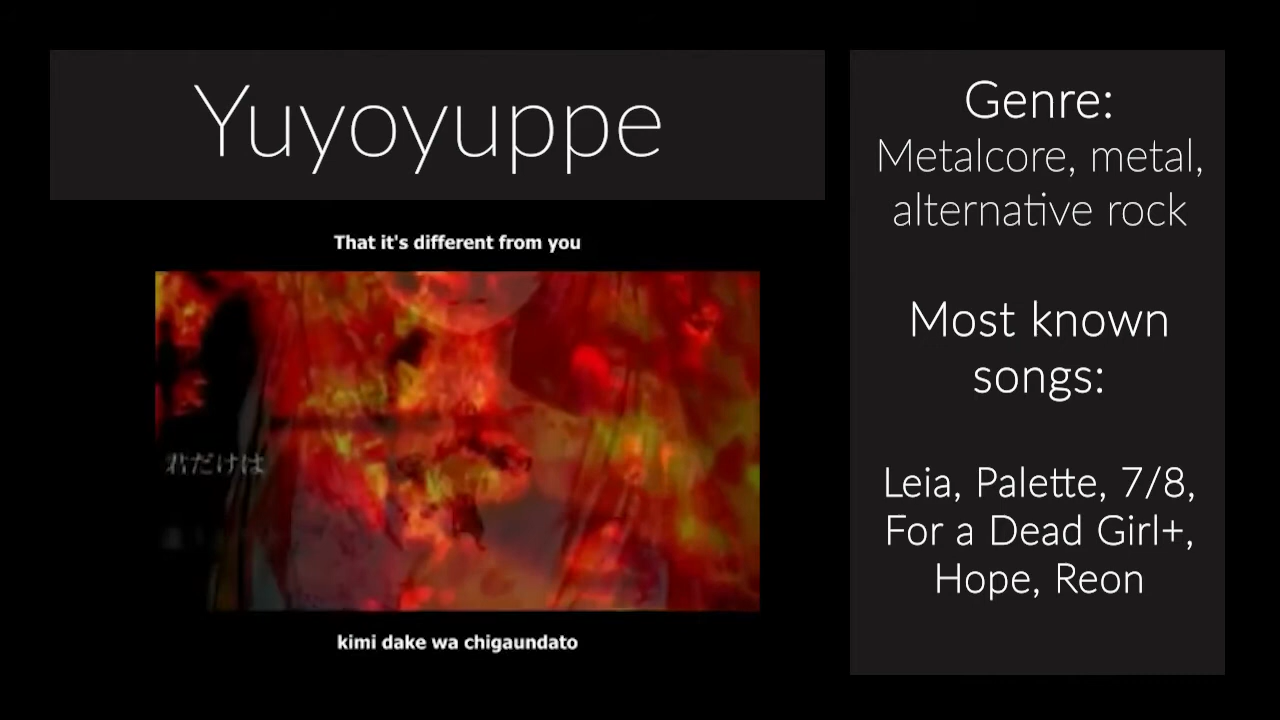 Yuyoyuppe
That it's different from you
君だけは
kimi dake wa chigaundato
Genre:
Metalcore, metal,
alternative rock
Most known
songs:
Leia, Palette, 7/8,
For a Dead Girl+,
Hope, Reon